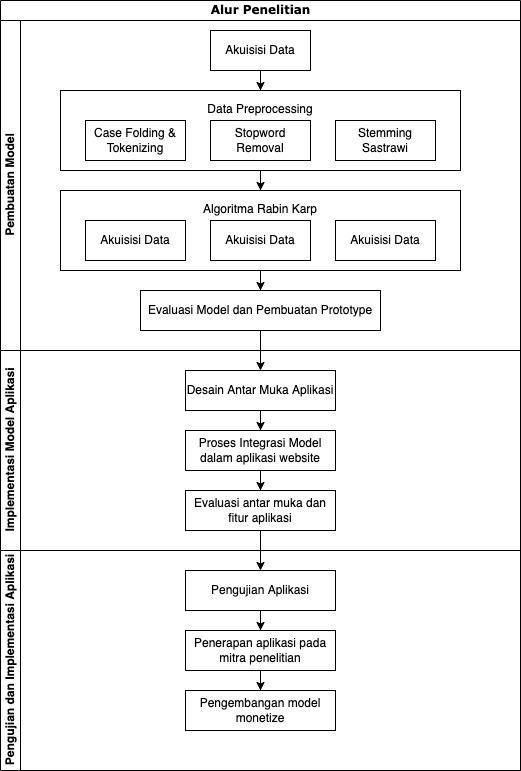 Alur Penelitian
Pembuatan Model
Akuisisi Data
Data Preprocessing
Case Folding &
Tokenizing
Stopword
Removal
Stemming
Sastrawi
Algoritma Rabin Karp
Akuisisi Data
Akuisisi Data
Akuisisi Data
Evaluasi Model dan Pembuatan Prototype
Implementasi Model Aplikasi
Desain Antar Muka Aplikasi
Proses Integrasi Model
dalam aplikasi website
Evaluasi antar muka dan
fitur aplikasi
Pengujian dan Implementasi Aplikasi
Pengujian Aplikasi
Penerapan aplikasi pada
mitra penelitian
Pengembangan model
monetize